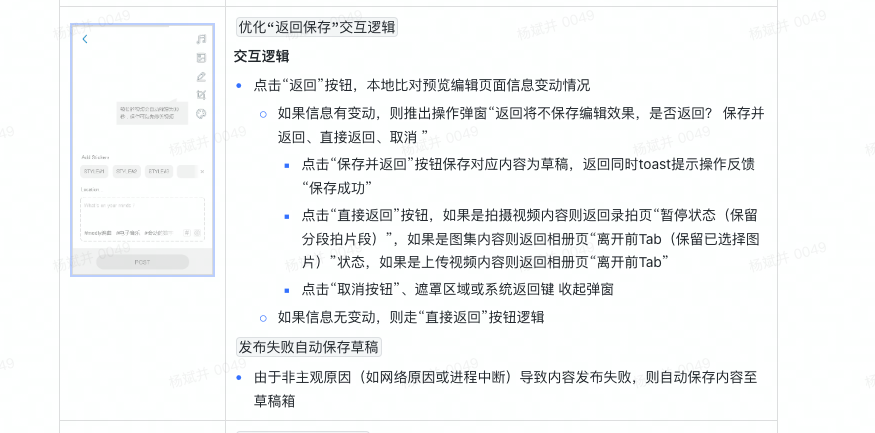 优化“返回保存”交互逻辑
交互逻辑
点击“返回”按钮，本地比对预览编辑页面信息变动情况
如果信息有变动，则推出操作弹窗“返回将不保存编辑效果，是否返回？ 保存并
返回、直接返回、取消 ”
点击“保存并返回”按钮保存对应内容为草稿，返回同时toast提示操作反馈
“保存成功”
点击“直接返回”按钮，如果是拍摄视频内容则返回录拍页“暂停状态（保留
分段拍片段）”，如果是图集内容则返回相册页“离开前Tab（保留已选择图
片）”状态，如果是上传视频内容则返回相册页“离开前Tab”
点击“取消按钮”、遮罩区域或系统返回键 收起弹窗
如果信息无变动，则走“直接返回”按钮逻辑
发布失败自动保存草稿
由于非主观原因（如网络原因或进程中断）导致内容发布失败，则自动保存内容至
草稿箱
Add Stickers
STYLE#1 STYLE#2 STYLE#3
POST
杨斌井 0049